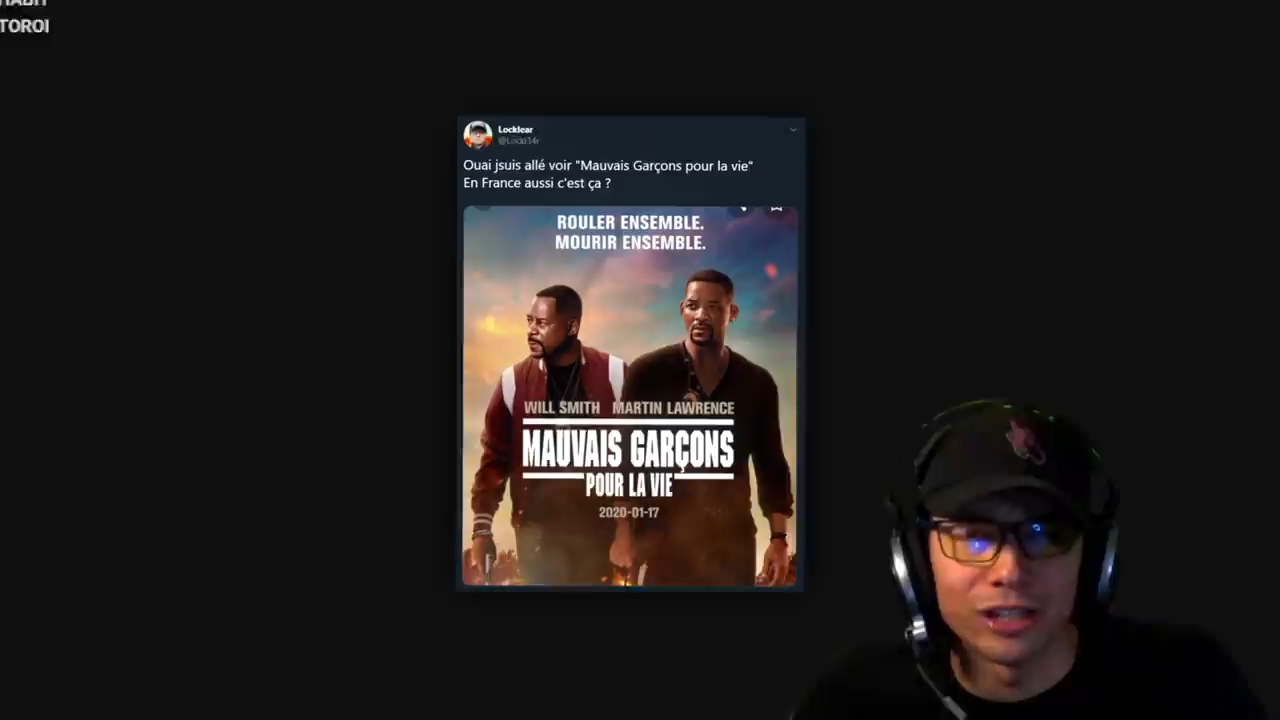 TOROI
Locklear
Ouai jsuis allé voir "Mauvais Garçons pour la vie"
En France aussi c'est ça ?
ROULER ENSEMBLE.
MOURIR ENSEMBLE.
WILL SMITH MARTIN LAWRENCE
MAUVAIS GARÇONS
POUR LA VIE
2020-01-17